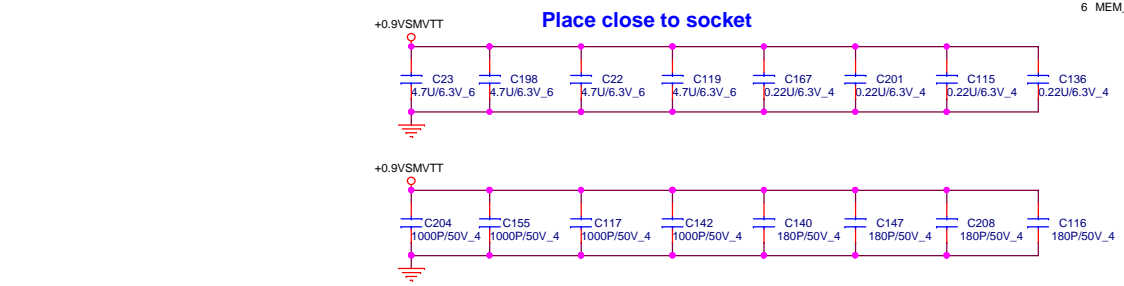 6 MEM_
Place close to socket
+0.9VSMVTT
C23 C198 C22 C119 C167 C201 C115 C136
4.7U/6.3V_6 4.7U/6.3V_6 4.7U/6.3V_6 4.7U/6.3V_6 0.22U/6.3V_4 0.22U/6.3V_4 0.22U/6.3V_4 0.22U/6.3V_4
+0.9VSMVTT
C204 C155 C117 C142 C140 C147 C208 C116
1000P/50V_4 1000P/50V_4 1000P/50V_4 1000P/50V_4 180P/50V_4 180P/50V_4 180P/50V_4 180P/50V_4